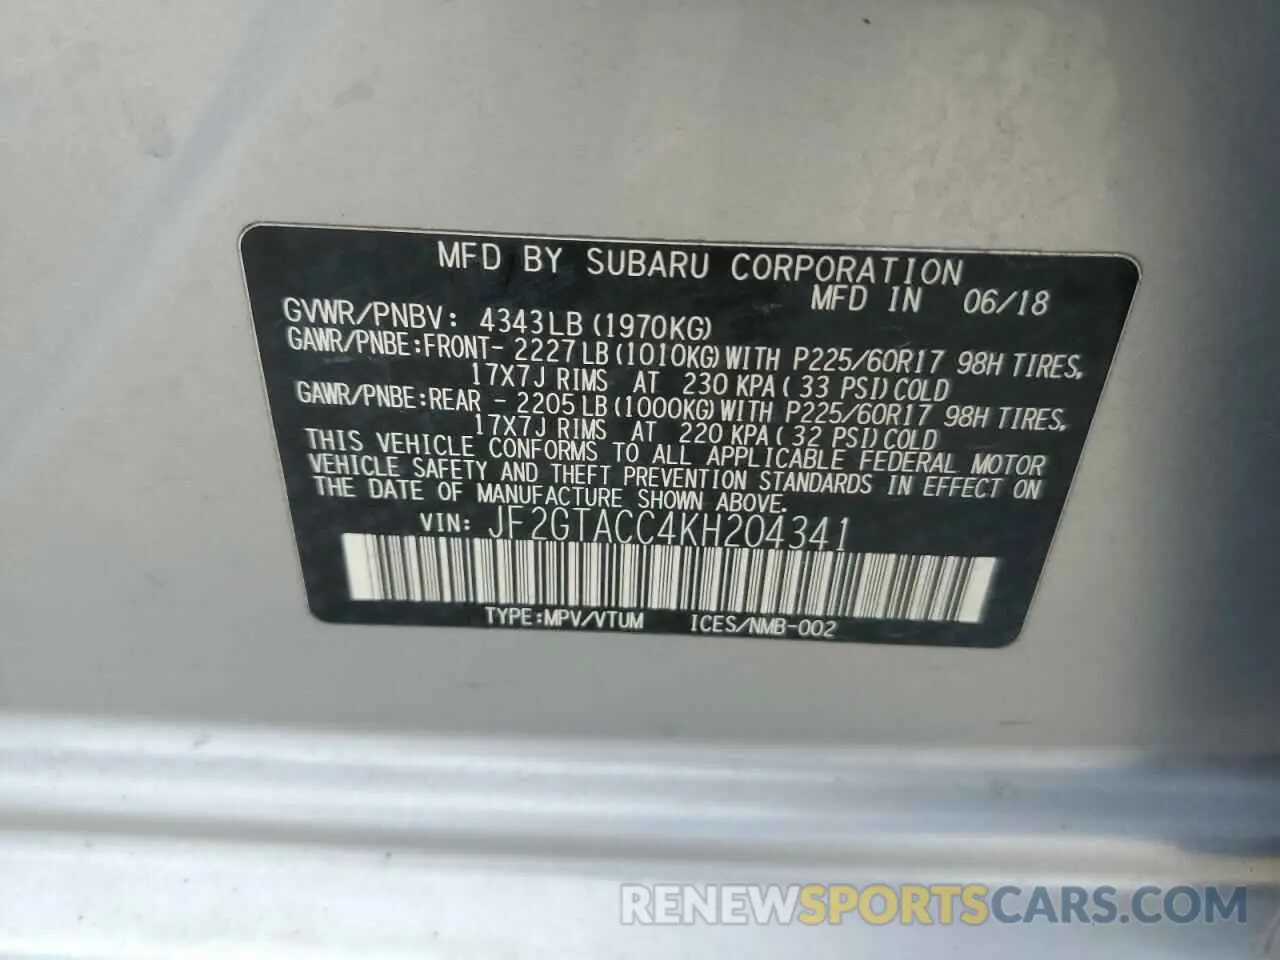 MFD BY SUBARU CORPORATION
MFD IN 06/18
GVWR/PNBV: 4343LB(1970KG)
GAWR/PNBE:FRONT- 2227LB(1010KG)WITH P225/60R17 98H TIRES,
17X7J RIMS AT 230 KPA( 33 PSI)COLD
GAWR/PNBE:REAR - 2205LB(1000KG)WITH P225/60R17 98H TIRES,
17X7J RIMS AT 220 KPA( 32 PSI)COLD
THIS VEHICLE CONFORMS TO ALL APPLICABLE FEDERAL MOTOR
VEHICLE SAFETY AND THEFT PREVENTION STANDARDS IN EFFECT ON
THE DATE OF MANUFACTURE SHOWN ABOVE.
VIN: JF2GTACC4KH204341
TYPE:MPV/VTUM ICES/NMB-002
RENEWSPORTSCARS.COM